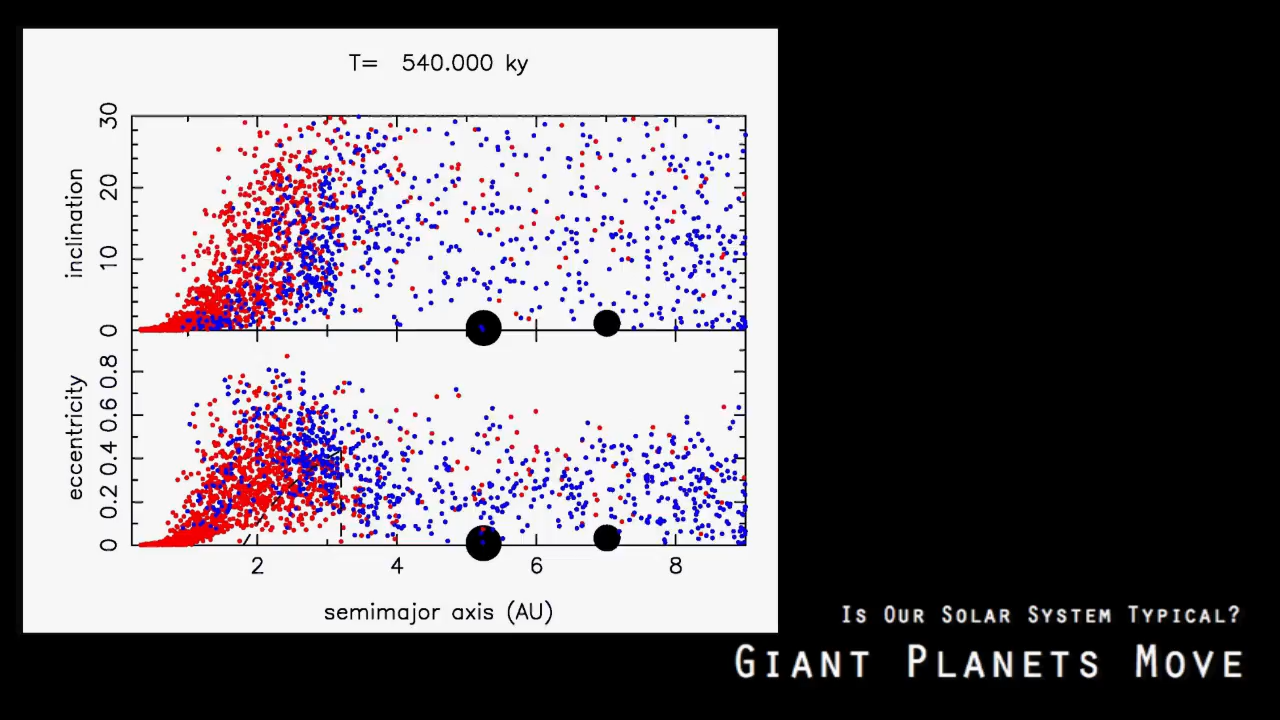 T= 540.000 ky
30
20
10
0
inclination
0.8
0.6
0.4
0.2
0
eccentricity
2 4 6 8
semimajor axis (AU)
Is Our Solar System Typical?
Giant Planets Move